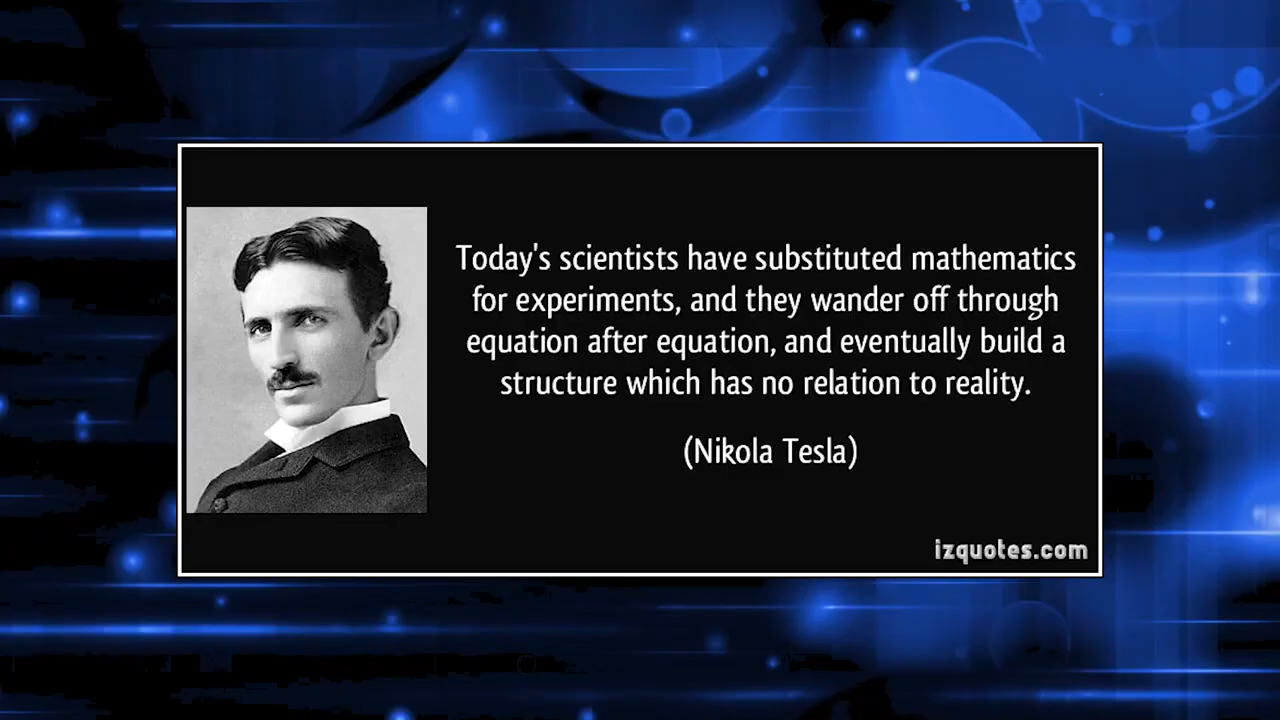 Today's scientists have substituted mathematics
for experiments, and they wander off through
equation after equation, and eventually build a
structure which has no relation to reality.
(Nikola Tesla)
izquotes.com